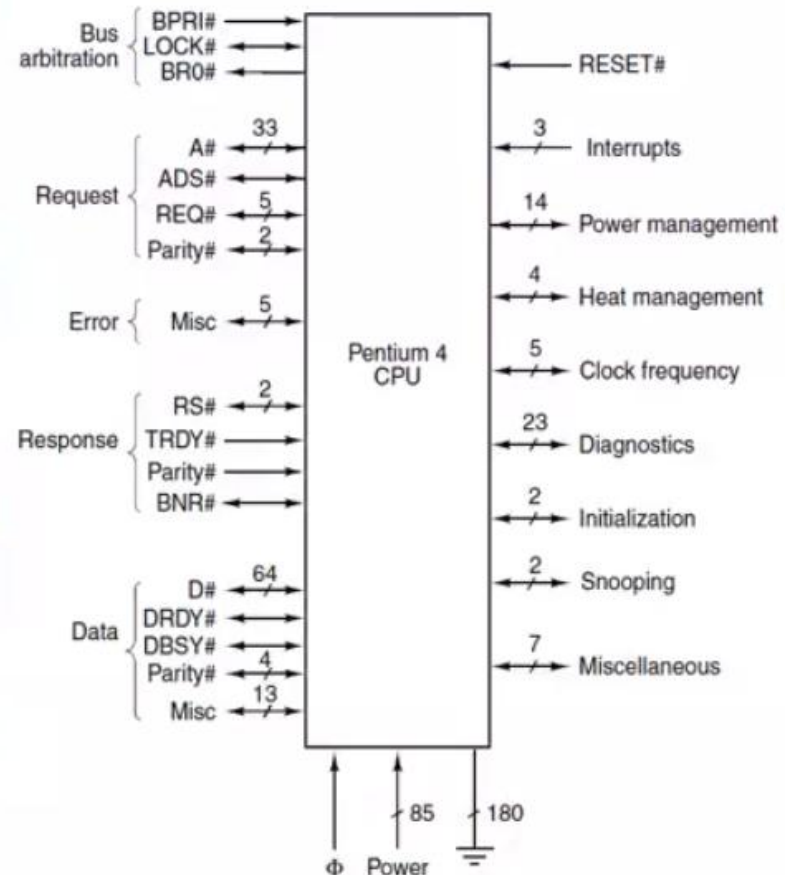 Bus
arbitration
BPRI#
LOCK#
BR0#
Request
33
A#
ADS#
5
REQ#
2
Parity#
Error
5
Misc
Response
2
RS#
TRDY#
Parity#
BNR#
Data
64
D#
DRDY#
DBSY#
4
Parity#
13
Misc
Pentium 4
CPU
RESET#
3
Interrupts
14
Power management
4
Heat management
5
Clock frequency
23
Diagnostics
2
Initialization
2
Snooping
7
Miscellaneous
85
180
Φ Power